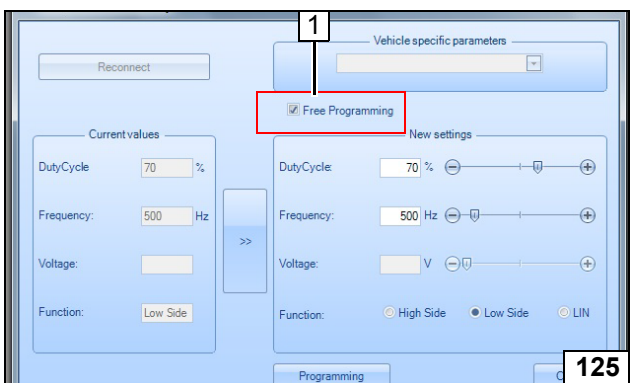 1
Vehicle specific parameters
Reconnect
Free Programming
Current values
DutyCycle 70 %
Frequency: 500 Hz
Voltage:
Function: Low Side
>>
New settings
DutyCycle: 70 %
Frequency: 500 Hz
Voltage: V
Function: High Side Low Side LIN
Programming
125